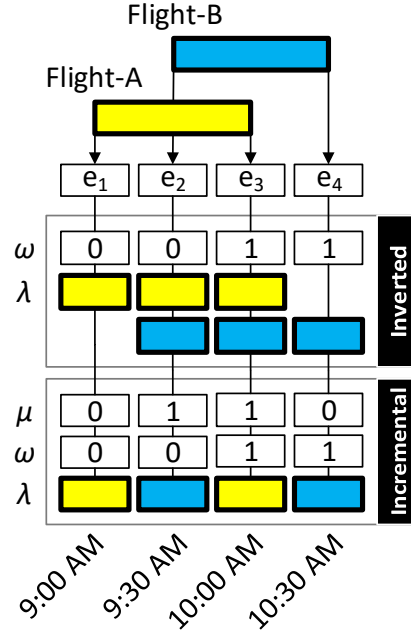 Flight-B
Flight-A
e1 e2 e3 e4
ω 0 0 1 1
λ
Inverted
μ 0 1 1 0
ω 0 0 1 1
λ
Incremental
9:00 AM 9:30 AM 10:00 AM 10:30 AM